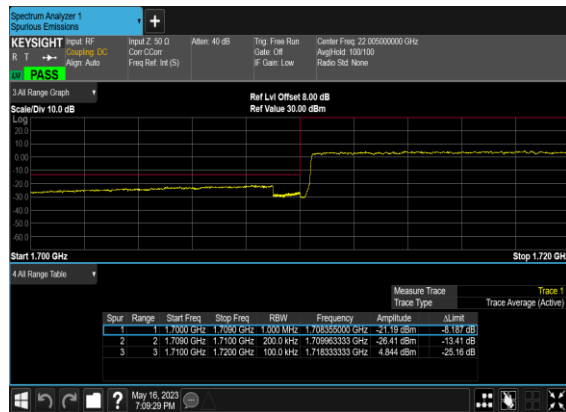 Spectrum Analyzer 1
Spurious Emissions
KEYSIGHT Input: RF Input Z: 50 Ω Atten: 40 dB Trig: Free Run Center Freq: 22.005000000 GHz
R T Coupling: DC Corr CCorr Gate: Off Avg|Hold: 100/100
Align: Auto Freq Ref: Int (S) IF Gain: Low Radio Std: None
LXI PASS
3 All Range Graph
Ref Lvl Offset 8.00 dB
Scale/Div 10.0 dB Ref Value 30.00 dBm
Log
20.0
10.0
0.00
-10.0
-20.0
-30.0
-40.0
-50.0
-60.0
Start 1.700 GHz Stop 1.720 GH
4 All Range Table
Measure Trace Trace 1
Trace Type Trace Average (Active)
Spur Range Start Freq Stop Freq RBW Frequency Amplitude ΔLimit
1 1 1.7000 GHz 1.7090 GHz 1.000 MHz 1.708355000 GHz -21.19 dBm -8.187 dB
2 2 1.7090 GHz 1.7100 GHz 200.0 kHz 1.709963333 GHz -26.41 dBm -13.41 dB
3 3 1.7100 GHz 1.7200 GHz 100.0 kHz 1.718333333 GHz 4.844 dBm -25.16 dB
May 16, 2023
7:09:29 PM